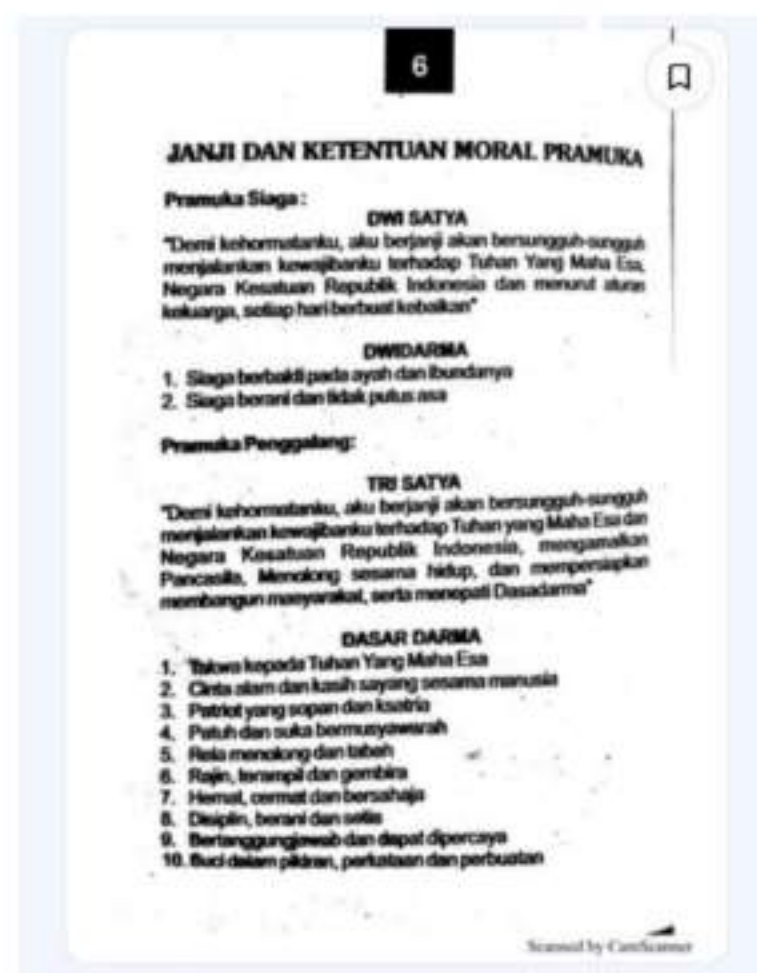 6
JANJI DAN KETENTUAN MORAL PRAMUKA
Pramuka Siaga :
DWI SATYA
"Demi kehormatanku, aku berjanji akan bersungguh-sungguh
menjalankan kewajibanku terhadap Tuhan Yang Maha Esa,
Negara Kesatuan Republik Indonesia dan menurut aturan
keluarga, setiap hari berbuat kebaikan"
DWIDARMA
1. Siaga berbakti pada ayah dan ibundanya
2. Siaga berani dan tidak putus asa
Pramuka Penggalang:
TRI SATYA
"Demi kehormatanku, aku berjanji akan bersungguh-sungguh
menjalankan kewajibanku terhadap Tuhan yang Maha Esa dan
Negara Kesatuan Republik Indonesia, mengamalkan
Pancasila, Menolong sesama hidup, dan mempersiapkan
membangun masyarakat, serta menepati Dasadarma"
DASAR DARMA
1. Takwa kepada Tuhan Yang Maha Esa
2. Cinta alam dan kasih sayang sesama manusia
3. Patriot yang sopan dan ksatria
4. Patuh dan suka bermusyawarah
5. Rela menolong dan tabah
6. Rajin, terampil dan gembira
7. Hemat, cermat dan bersahaja
8. Disiplin, berani dan setia
9. Bertanggungjawab dan dapat dipercaya
10. Suci dalam pikiran, perkataan dan perbuatan
Scanned by CamScanner